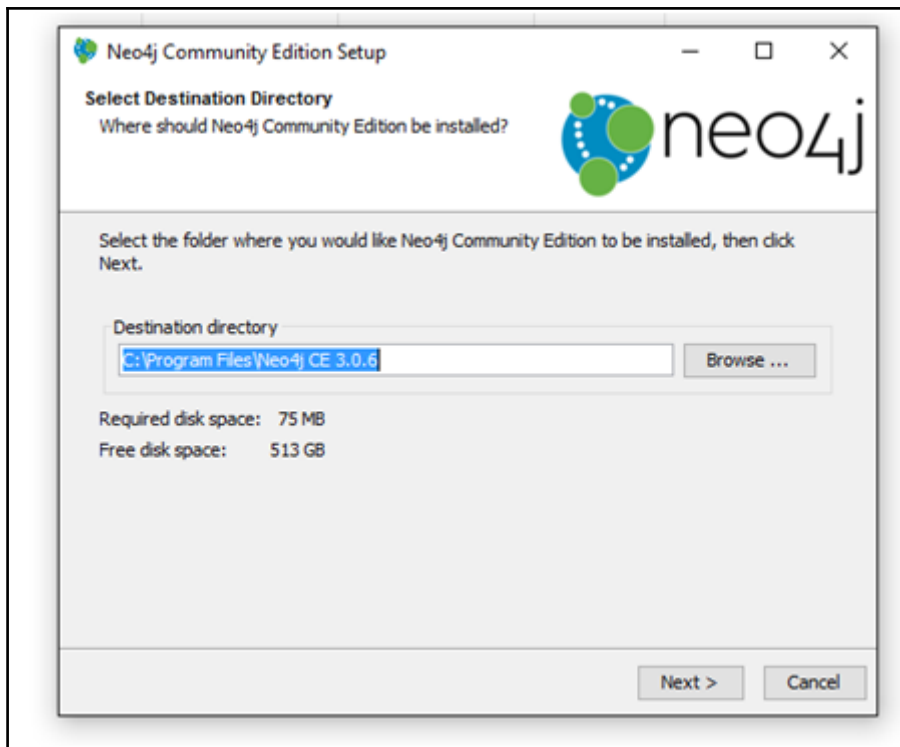 Neo4j Community Edition Setup
Select Destination Directory
Where should Neo4j Community Edition be installed?
neo4j
Select the folder where you would like Neo4j Community Edition to be installed, then click
Next.
Destination directory
C:\Program Files\Neo4j CE 3.0.6
Browse ...
Required disk space: 75 MB
Free disk space: 513 GB
Next >
Cancel